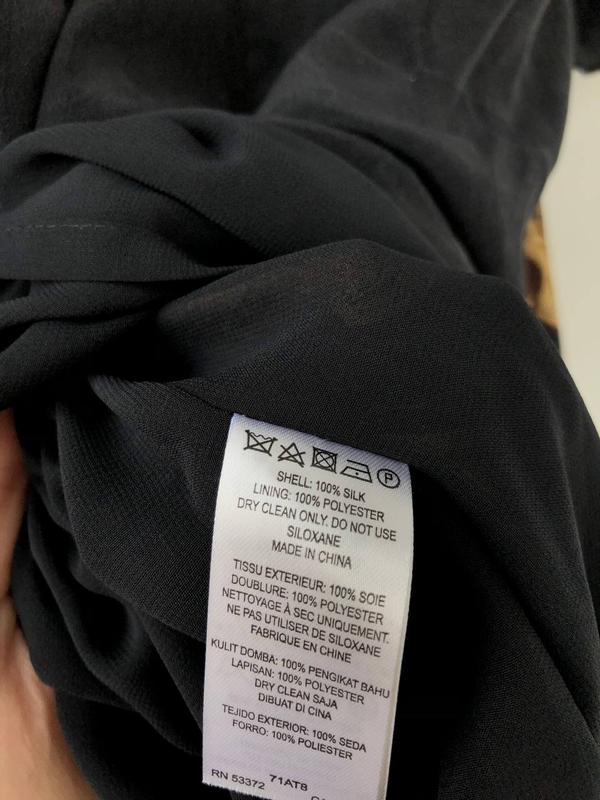 P
SHELL: 100% SILK
LINING: 100% POLYESTER
DRY CLEAN ONLY. DO NOT USE
SILOXANE
MADE IN CHINA
TISSU EXTERIEUR: 100% SOIE
DOUBLURE: 100% POLYESTER
NETTOYAGE À SEC UNIQUEMENT.
NE PAS UTILISER DE SILOXANE
FABRIQUE EN CHINE
KULIT DOMBA: 100% PENGIKAT BAHU
LAPISAN: 100% POLYESTER
DRY CLEAN SAJA
DIBUAT DI CINA
TEJIDO EXTERIOR: 100% SEDA
FORRO: 100% POLIESTER
RN 53372 71AT8